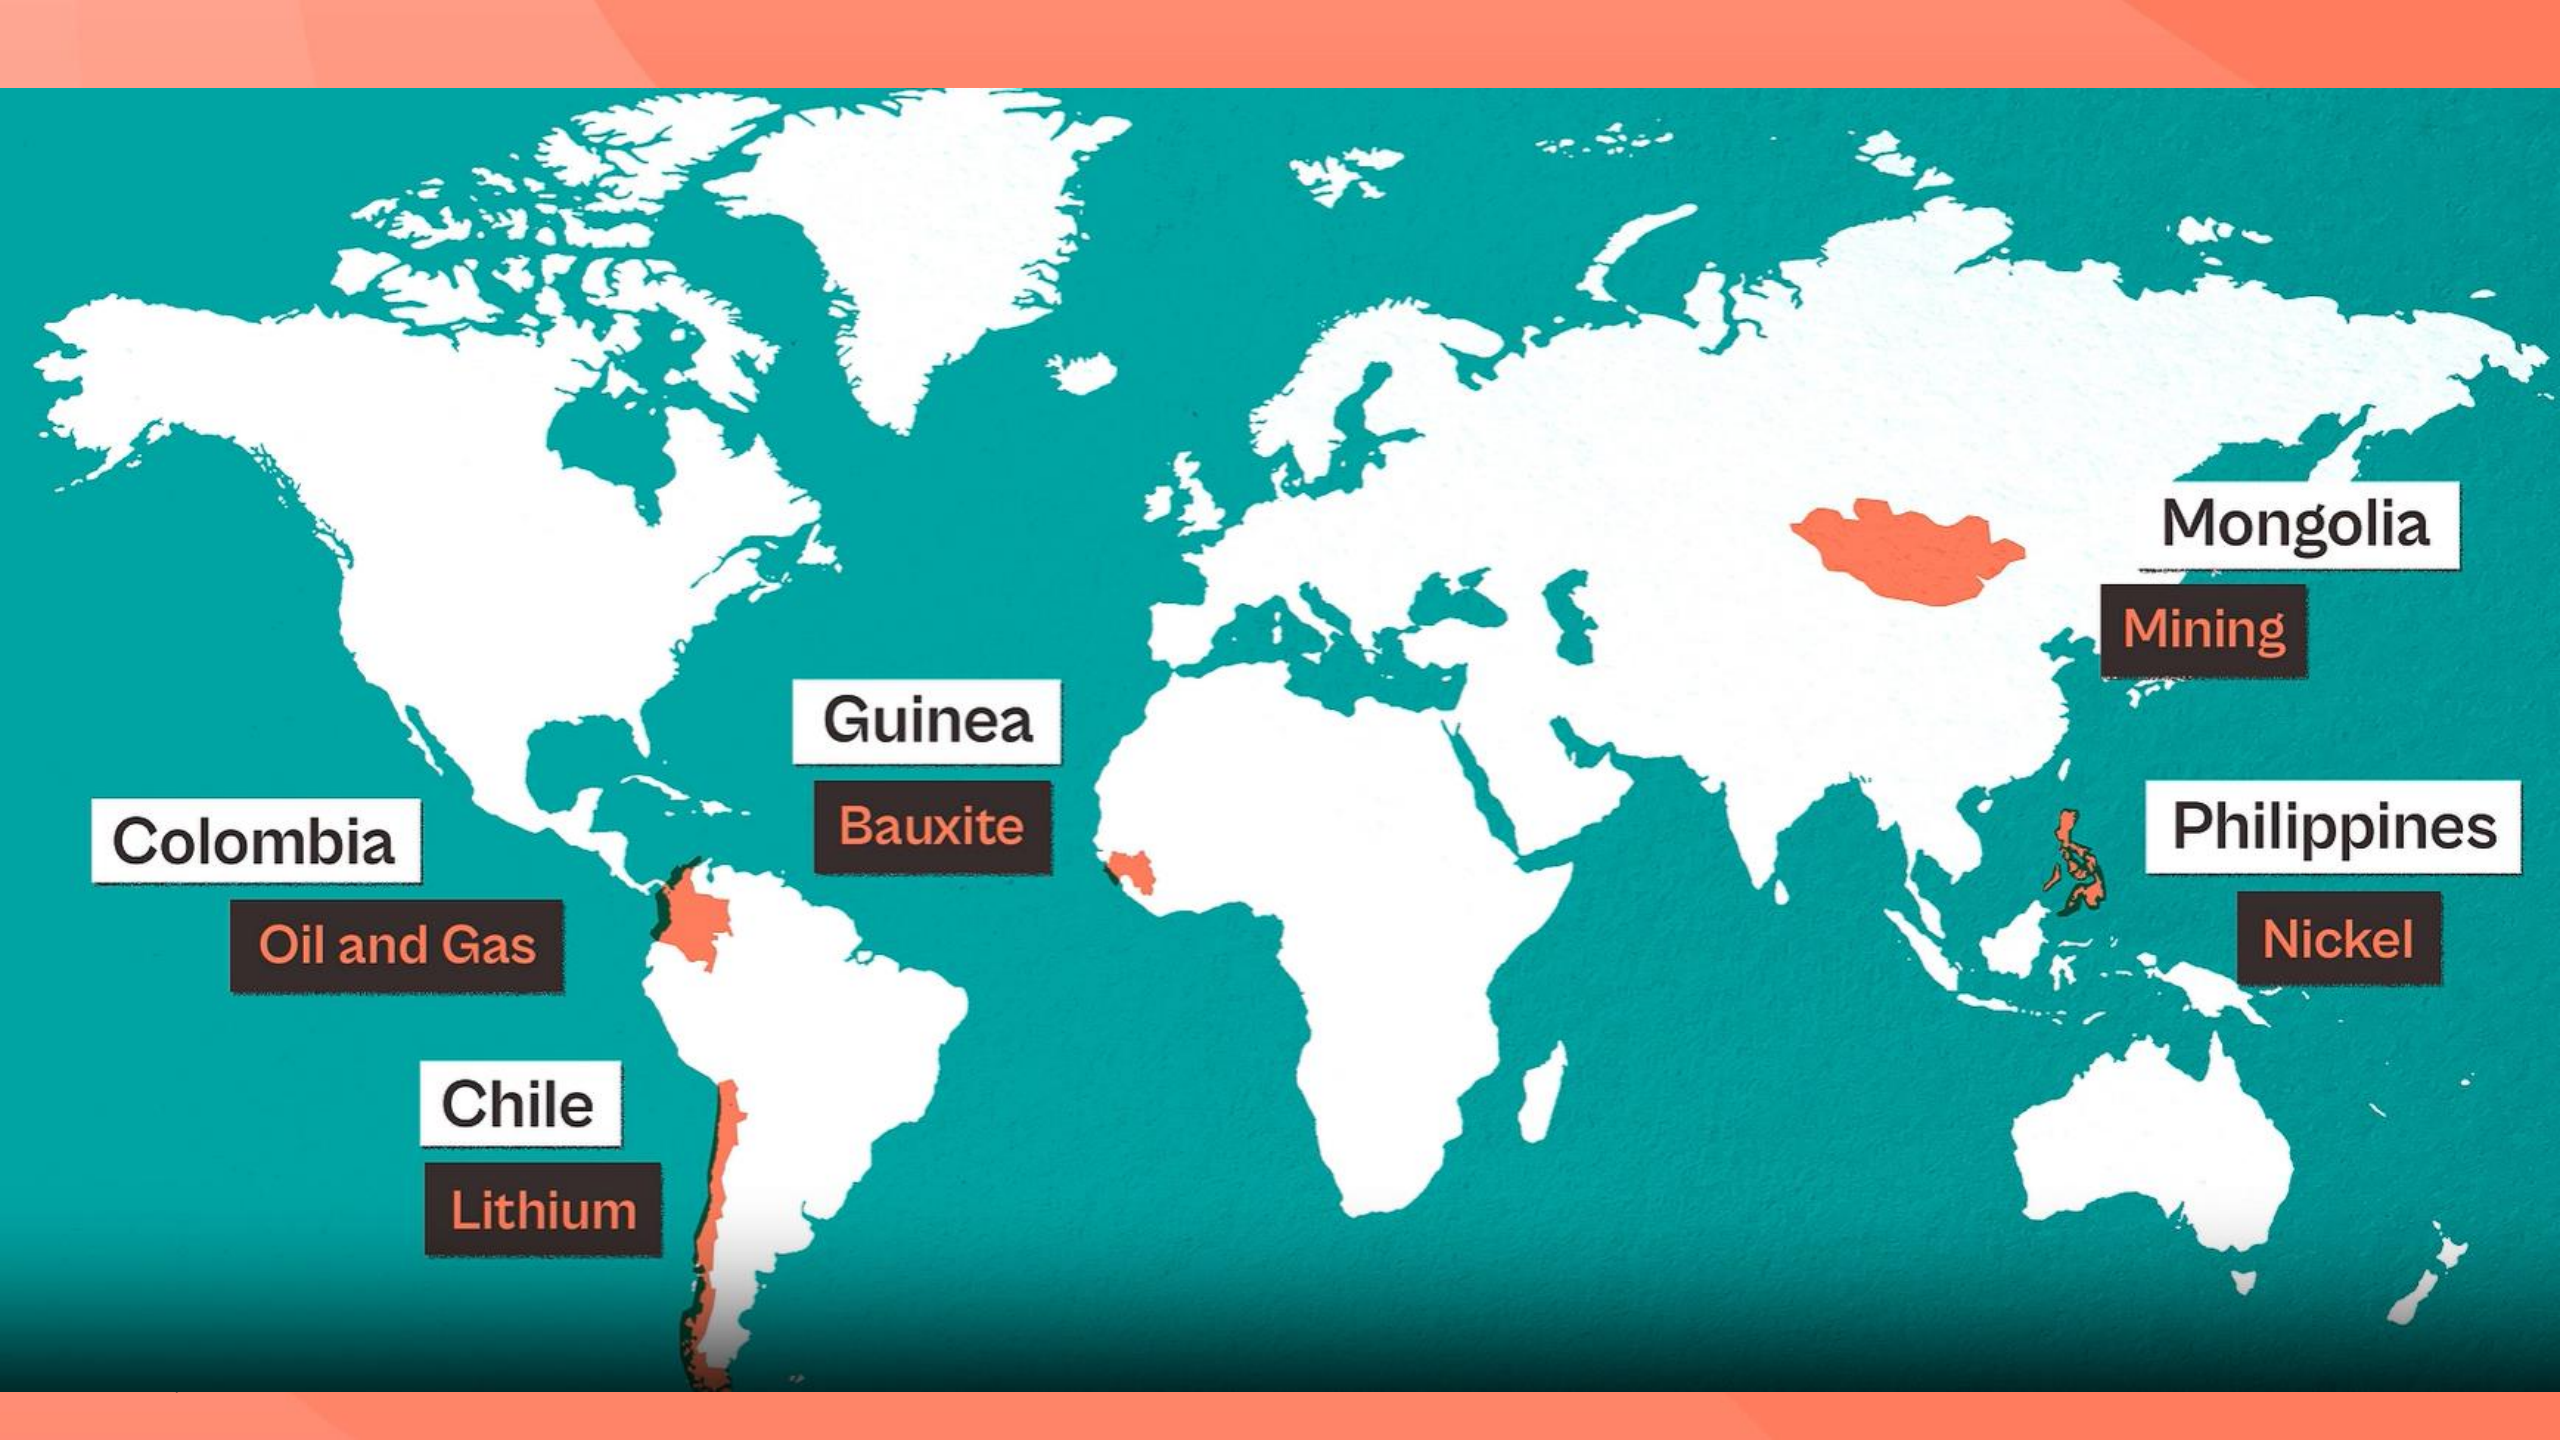 Mongolia
Mining
Guinea
Bauxite
Colombia
Oil and Gas
Philippines
Nickel
Chile
Lithium